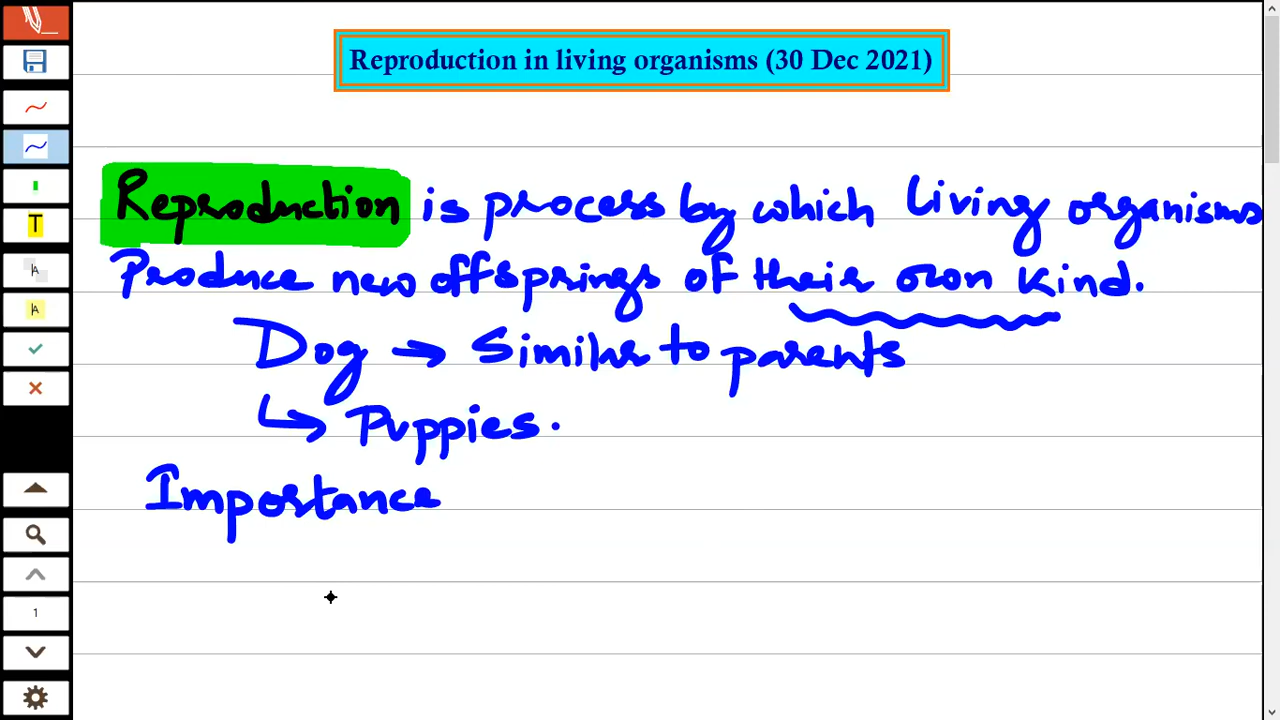 Reproduction in living organisms (30 Dec 2021)
Reproduction is process by which living organisms
Produce new offsprings of their own kind.
Dog → Similar to parents
↳ Puppies.
Importance
T
A
A
1